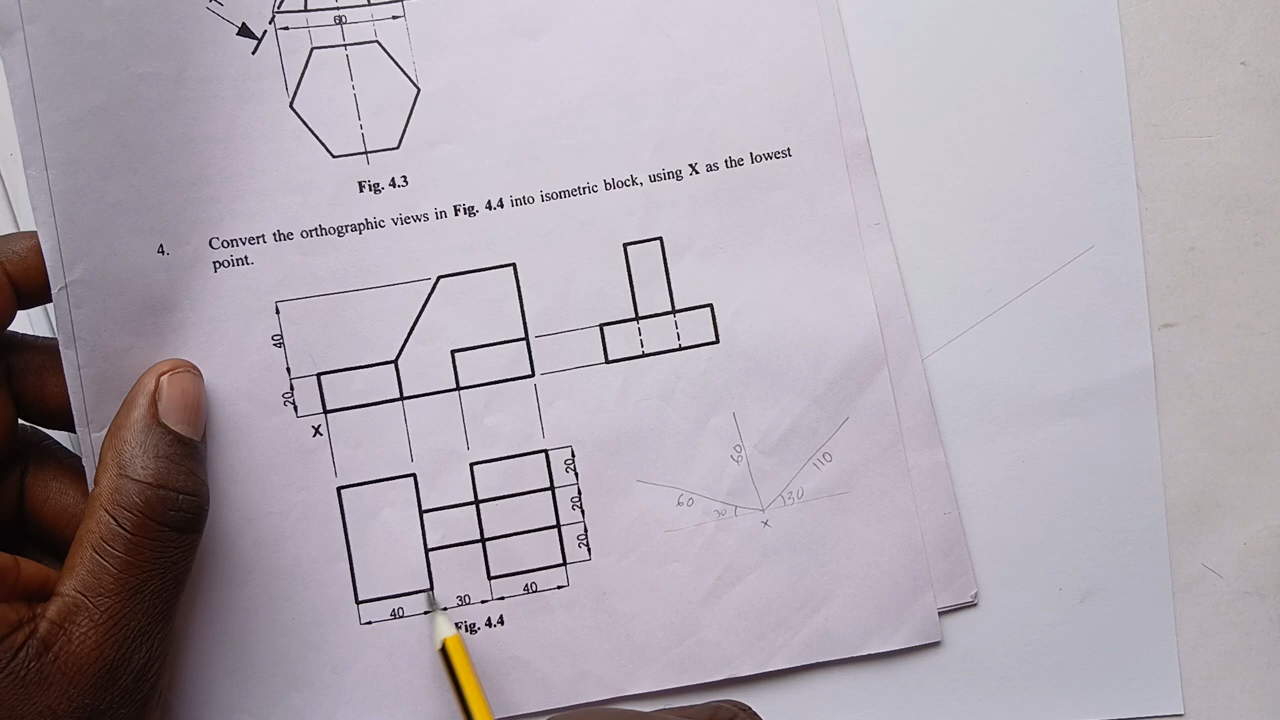 60
Fig. 4.3
4. Convert the orthographic views in Fig. 4.4 into isometric block, using X as the lowest
point.
40
20
X
20
20
20
40
30
40
Fig. 4.4
60
110
60
30
30
x